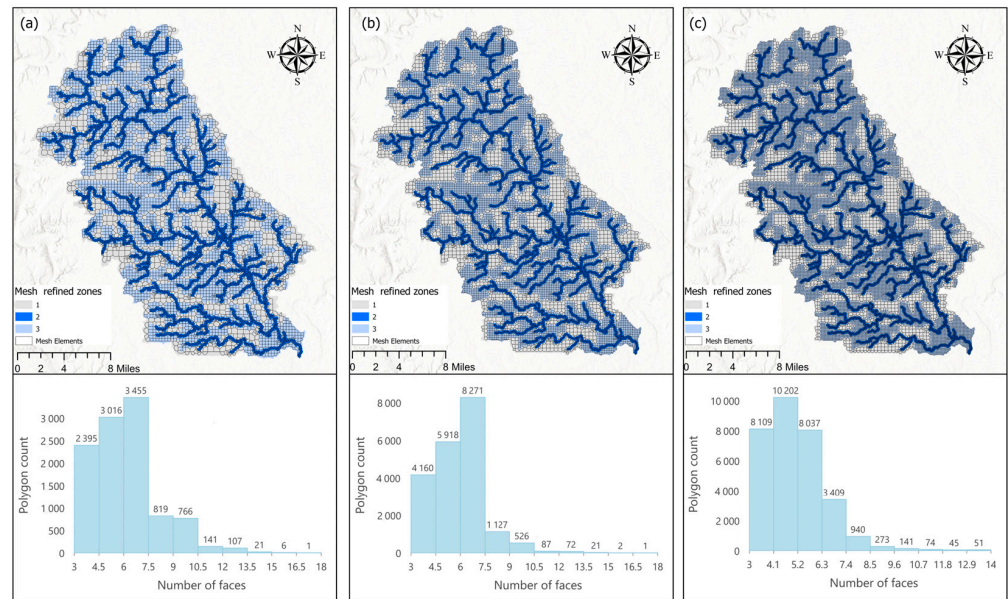 (a)
N
W E
S
Mesh refined zones
1
2
3
Mesh Elements
0 2 4 8 Miles
Polygon count
3 000
2 500
2 000
1 500
1 000
500
0
2 395
3 016
3 455
819
766
141
107
21
6
1
3 4.5 6 7.5 9 10.5 12 13.5 15 16.5 18
Number of faces
(b)
N
W E
S
Mesh refined zones
1
2
3
Mesh Elements
0 2 4 8 Miles
Polygon count
8 000
6 000
4 000
2 000
0
4 160
5 918
8 271
1 127
526
87
72
21
2
1
3 4.5 6 7.5 9 10.5 12 13.5 15 16.5 18
Number of faces
(c)
N
W E
S
Mesh refined zones
1
2
3
Mesh Elements
0 2 4 8 Miles
Polygon count
10 000
8 000
6 000
4 000
2 000
0
8 109
10 202
8 037
3 409
940
273
141
74
45
51
3 4.1 5.2 6.3 7.4 8.5 9.6 10.7 11.8 12.9 14
Number of faces